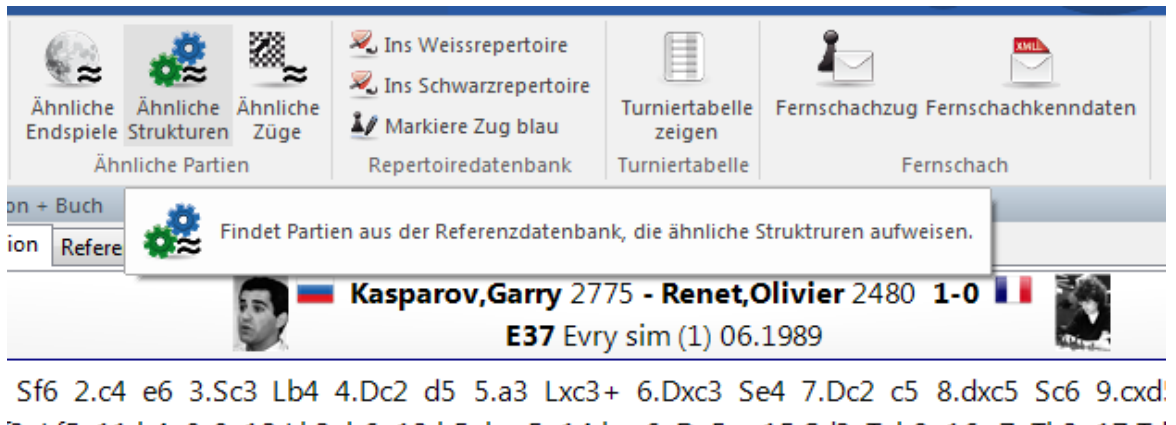 Ähnliche Endspiele
Ähnliche Strukturen
Ähnliche Züge
Ähnliche Partien
Ins Weissrepertoire
Ins Schwarzrepertoire
Markiere Zug blau
Repertoiredatenbank
Turniertabelle zeigen
Turniertabelle
Fernschachzug
XML
Fernschachkenndaten
Fernschach
on + Buch
ion Refere
Findet Partien aus der Referenzdatenbank, die ähnliche Struktruren aufweisen.
Kasparov,Garry 2775 - Renet,Olivier 2480 1-0
E37 Evry sim (1) 06.1989
Sf6 2.c4 e6 3.Sc3 Lb4 4.Dc2 d5 5.a3 Lxc3+ 6.Dxc3 Se4 7.Dc2 c5 8.dxc5 Sc6 9.cxd5